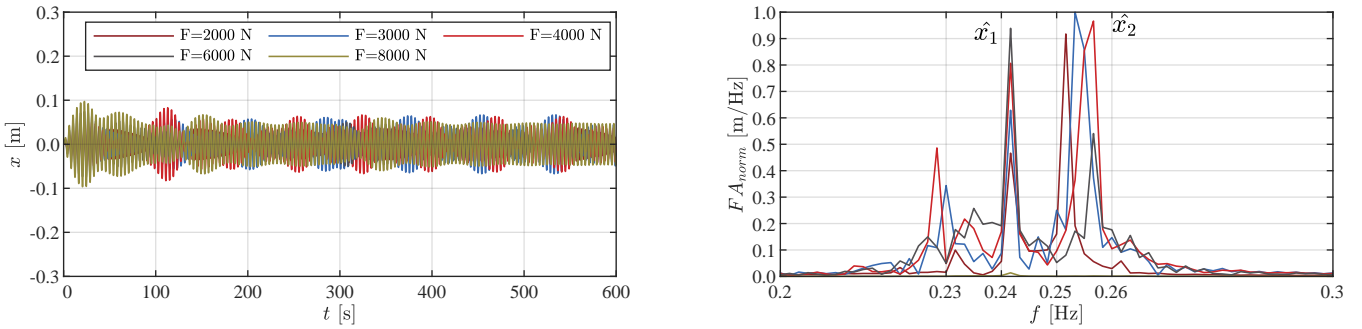 0.3
0.2
0.1
0.0
-0.1
-0.2
-0.3
x [m]
F=2000 N F=3000 N F=4000 N
F=6000 N F=8000 N
0 100 200 300 400 500 600
t [s]
1.0
0.9
0.8
0.7
0.6
0.5
0.4
0.3
0.2
0.1
0.0
FA_norm [m/Hz]
x̂₁ x̂₂
0.2 0.23 0.24 0.25 0.26 0.3
f [Hz]